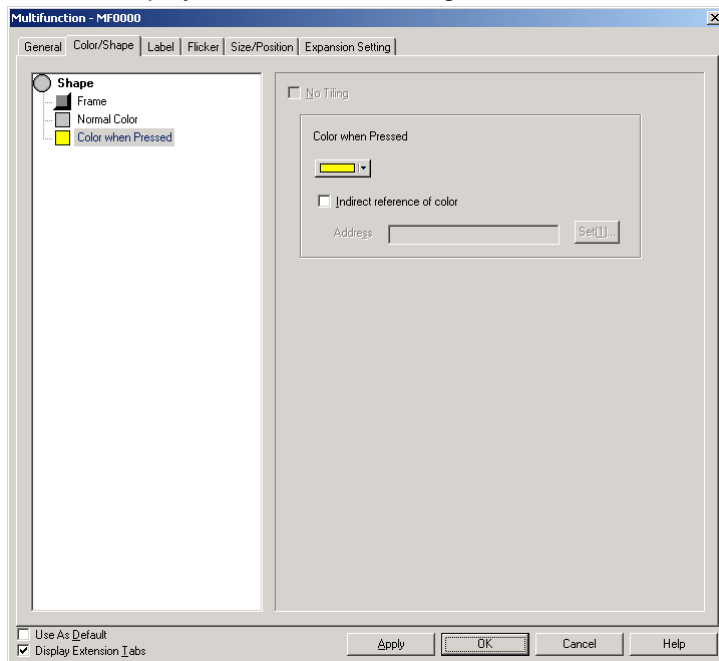 Multifunction - MF0000
General Color/Shape Label Flicker Size/Position Expansion Setting
Shape
Frame
Normal Color
Color when Pressed
No Tiling
Color when Pressed
Indirect reference of color
Address Set[1]...
Use As Default
Display Extension Tabs
Apply OK Cancel Help